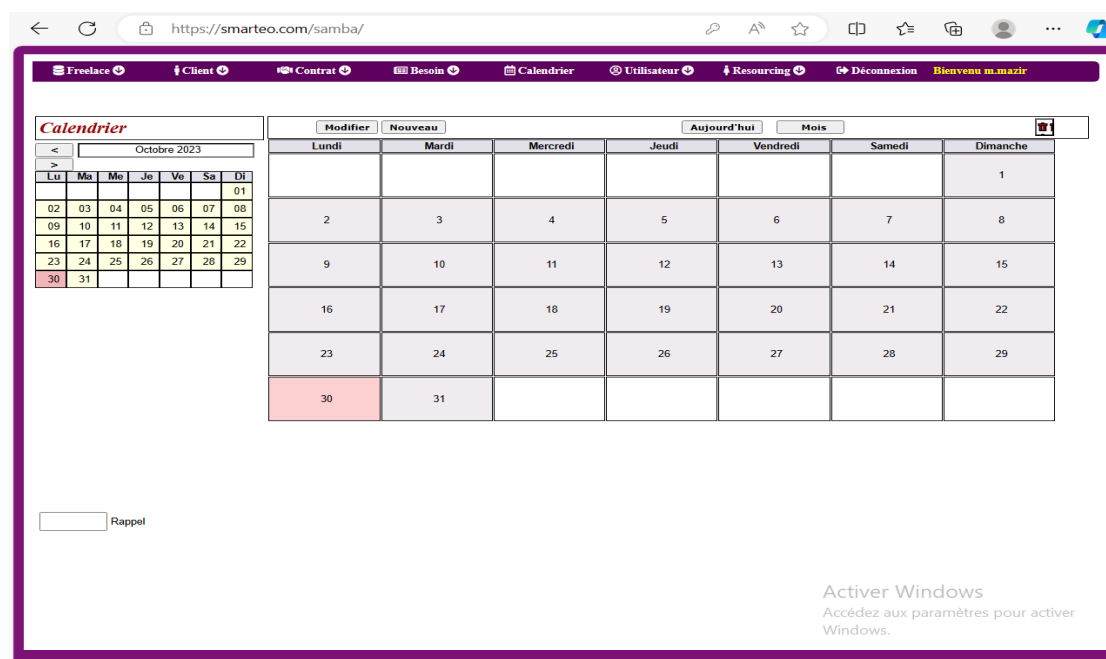 https://smarteo.com/samba/
Freelace Client Contrat Besoin Calendrier Utilisateur Resourcing Déconnexion Bienvenu m.mazir
Calendrier
Modifier Nouveau Aujourd'hui Mois
< Octobre 2023
>
Lu Ma Me Je Ve Sa Di
01
02 03 04 05 06 07 08
09 10 11 12 13 14 15
16 17 18 19 20 21 22
23 24 25 26 27 28 29
30 31
Lundi Mardi Mercredi Jeudi Vendredi Samedi Dimanche
1
2 3 4 5 6 7 8
9 10 11 12 13 14 15
16 17 18 19 20 21 22
23 24 25 26 27 28 29
30 31
Rappel
Activer Windows
Accédez aux paramètres pour activer
Windows.